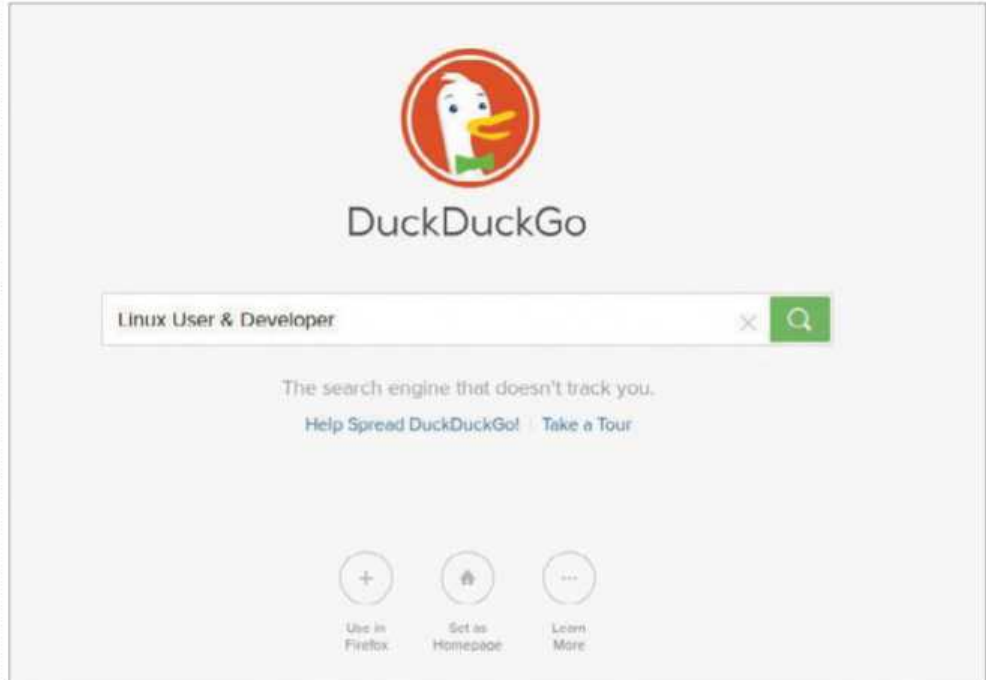 DuckDuckGo
Linux User & Developer
The search engine that doesn't track you.
Help Spread DuckDuckGo! Take a Tour
Use in Set as Learn
Firefox Homepage More